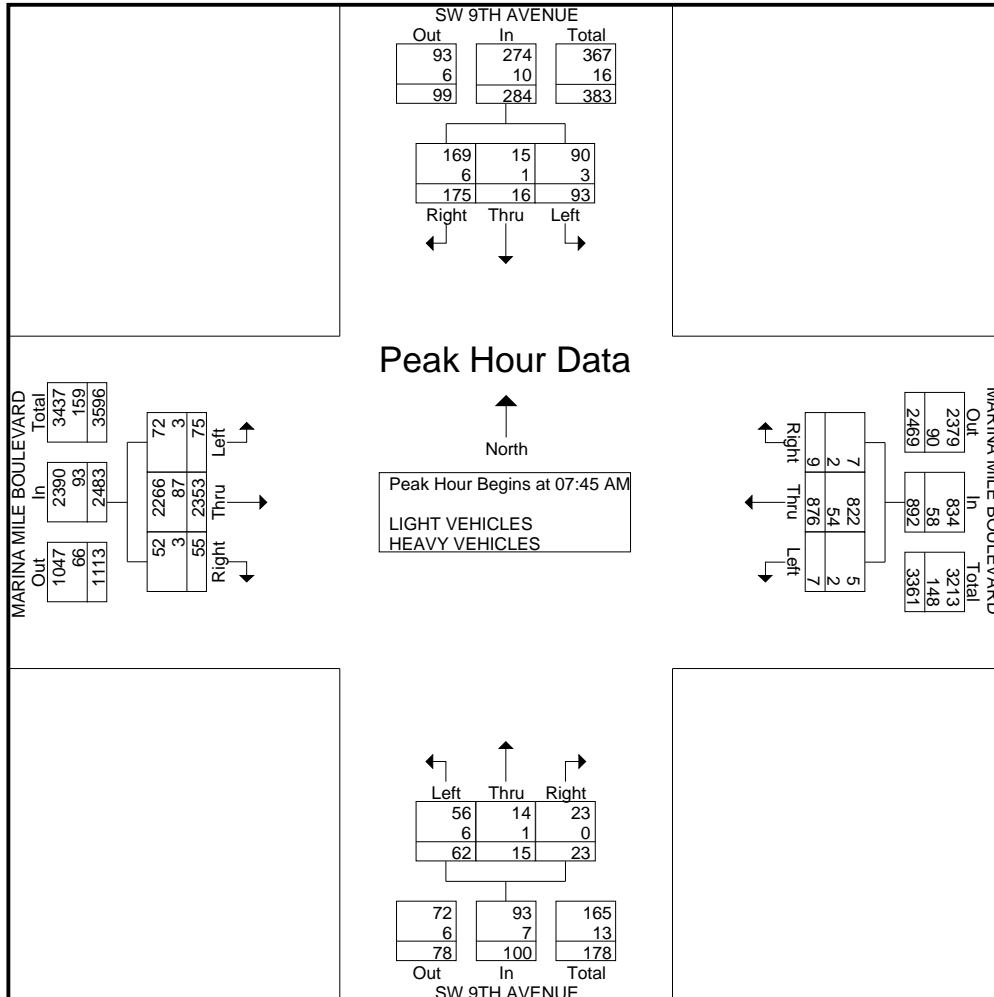 SW 9TH AVENUE
Out In Total
93 274 367
6 10 16
99 284 383
169 15 90
6 1 3
175 16 93
Right Thru Left
Peak Hour Data
North
Peak Hour Begins at 07:45 AM
LIGHT VEHICLES
HEAVY VEHICLES
MARINA MILE BOULEVARD
Total
3437
159
3596
In
2390
93
2483
Out
1047
66
1113
Left
72
3
75
Thru
2266
87
2353
Right
52
3
55
MARINA MILE BOULEVARD
Out
2379
90
2469
In
834
58
892
Total
3213
148
3361
Right
7
2
9
Thru
822
54
876
Left
5
2
7
Left Thru Right
56 14 23
6 1 0
62 15 23
72 93 165
6 7 13
78 100 178
Out In Total
SW 9TH AVENUE